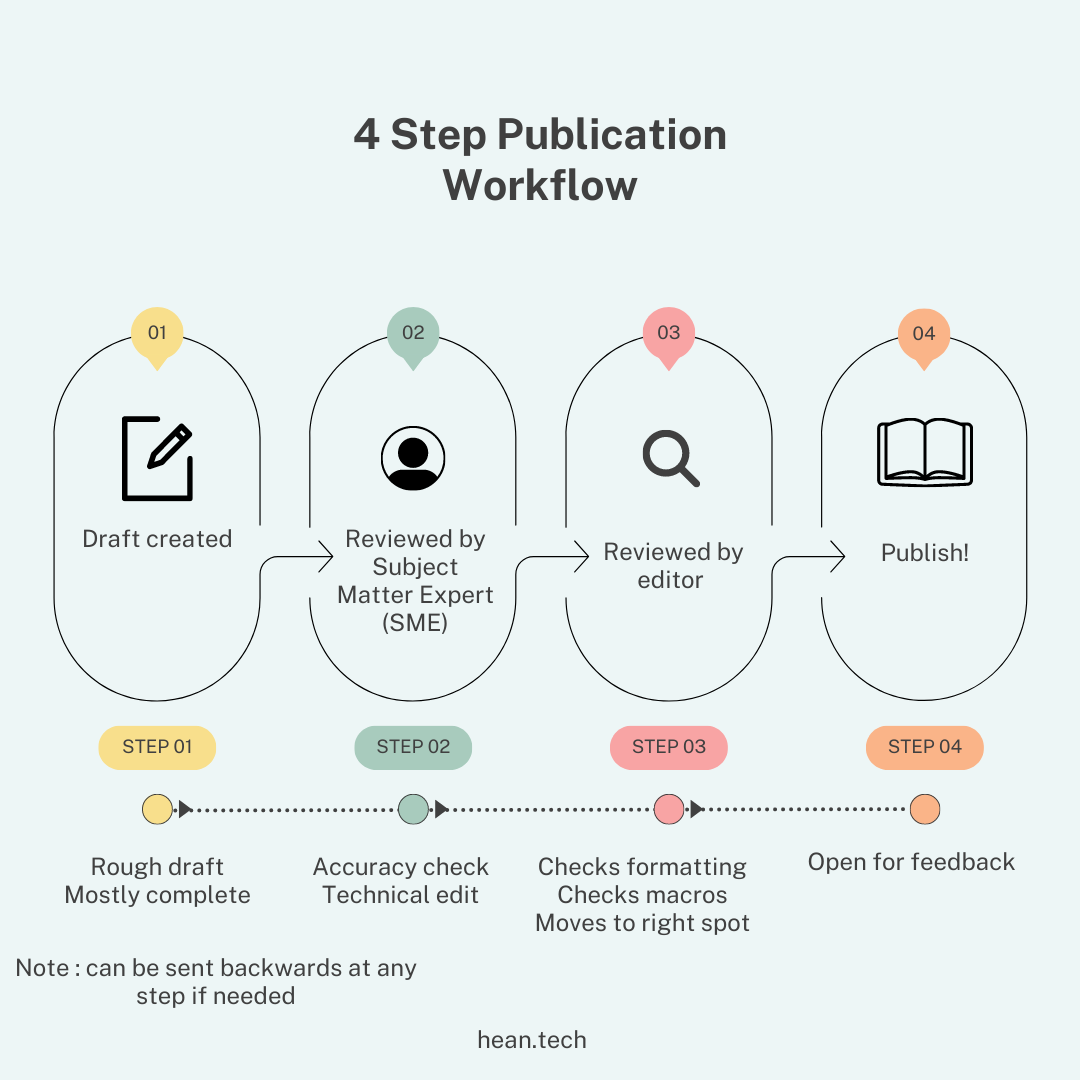 4 Step Publication
Workflow
01
02
03
04
Draft created
Reviewed by
Subject
Matter Expert
(SME)
Reviewed by
editor
Publish!
STEP 01
STEP 02
STEP 03
STEP 04
Rough draft
Mostly complete
Accuracy check
Technical edit
Checks formatting
Checks macros
Moves to right spot
Open for feedback
Note : can be sent backwards at any
step if needed
hean.tech